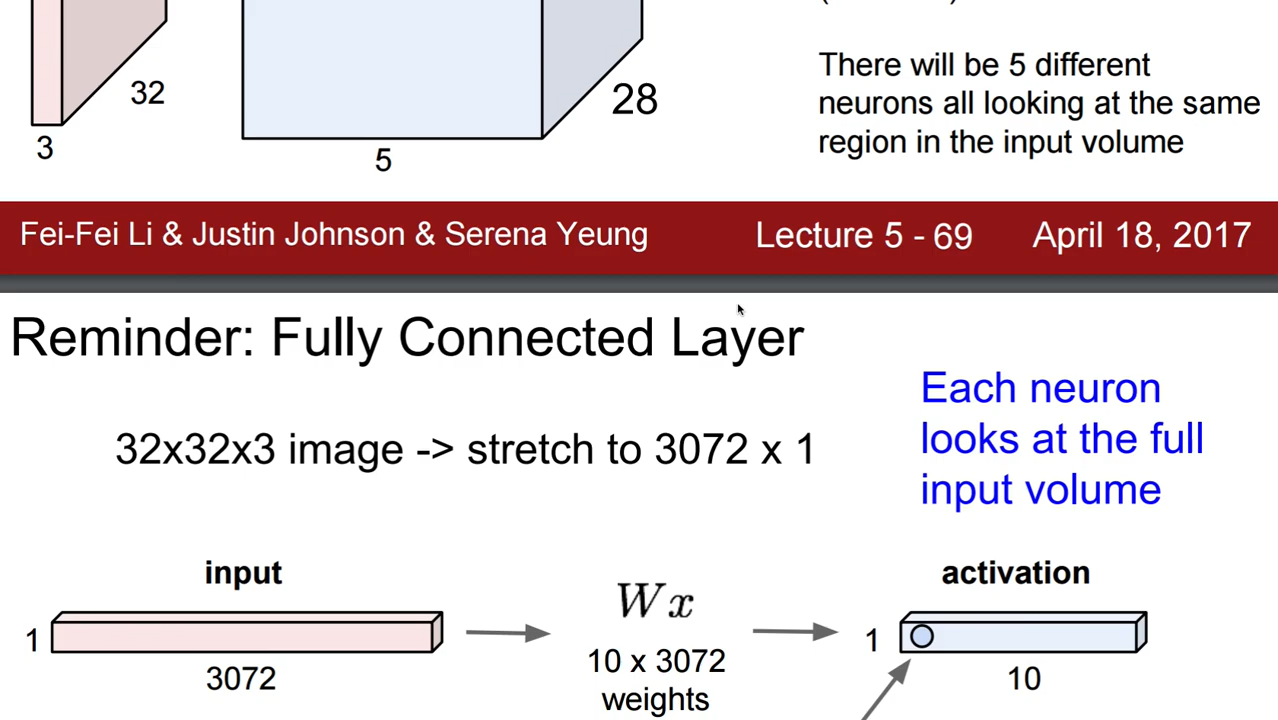 32
28
3
5
There will be 5 different
neurons all looking at the same
region in the input volume
Fei-Fei Li & Justin Johnson & Serena Yeung
Lecture 5 - 69
April 18, 2017
Reminder: Fully Connected Layer
Each neuron
looks at the full
input volume
32x32x3 image -> stretch to 3072 x 1
input
activation
Wx
1
3072
10 x 3072
weights
1
10